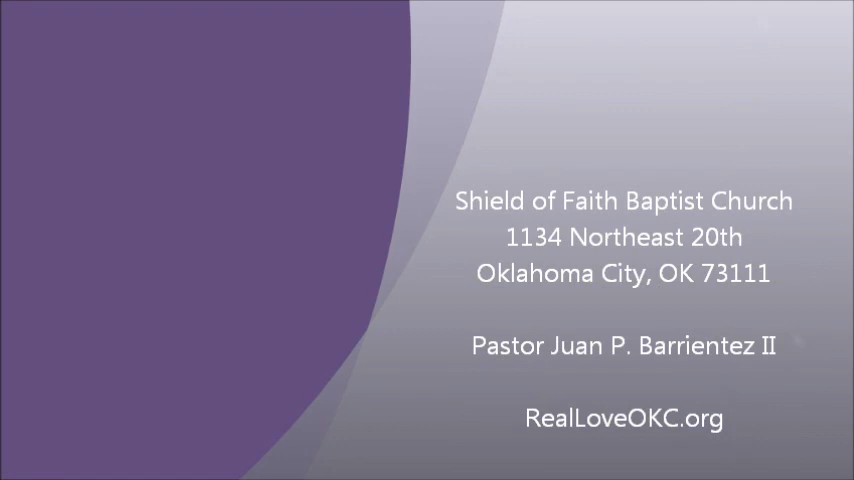 Shield of Faith Baptist Church
1134 Northeast 20th
Oklahoma City, OK 73111
Pastor Juan P. Barrientez II
RealLoveOKC.org